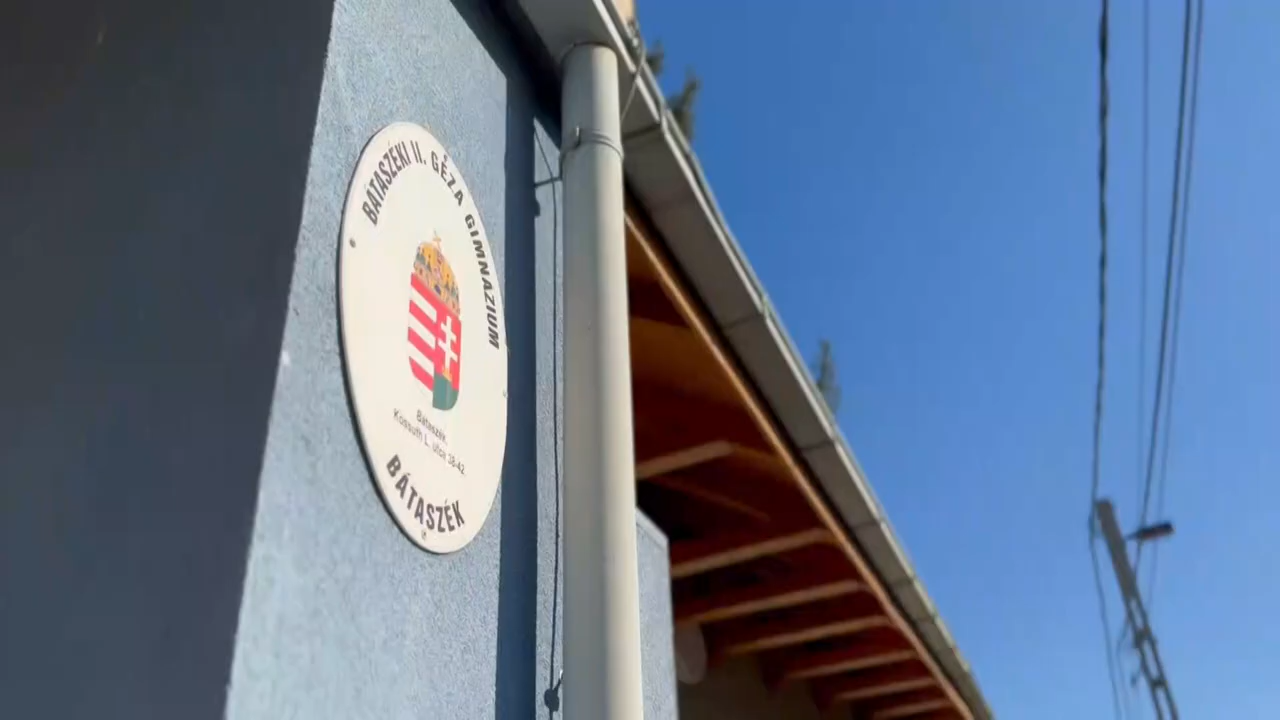 BÁTASZÉKI II. GÉZA GIMNÁZIUM
Bátaszék
Kossuth L. utca 38-42.
BÁTASZÉK